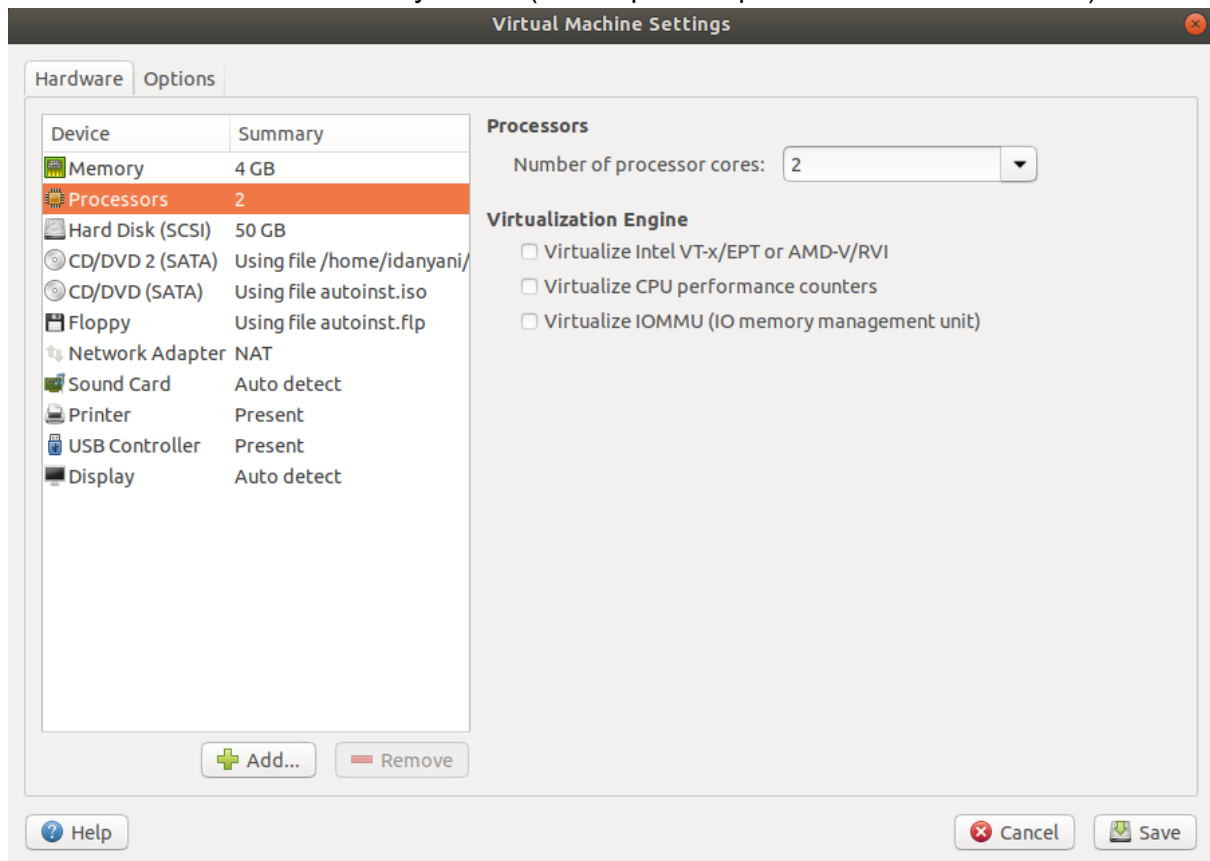 Virtual Machine Settings
Hardware Options
Device Summary
Memory 4 GB
Processors 2
Hard Disk (SCSI) 50 GB
CD/DVD 2 (SATA) Using file /home/idanyani/
CD/DVD (SATA) Using file autoinst.iso
Floppy Using file autoinst.flp
Network Adapter NAT
Sound Card Auto detect
Printer Present
USB Controller Present
Display Auto detect
Add... Remove
Processors
Number of processor cores: 2
Virtualization Engine
Virtualize Intel VT-x/EPT or AMD-V/RVI
Virtualize CPU performance counters
Virtualize IOMMU (IO memory management unit)
Help Cancel Save